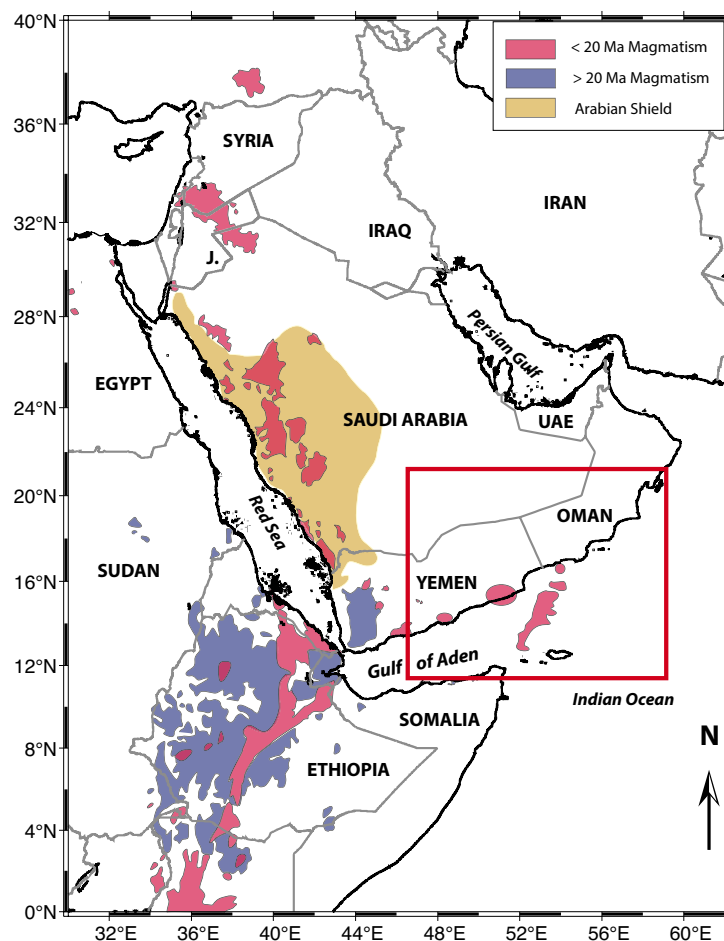 40°N
36°N
32°N
28°N
24°N
20°N
16°N
12°N
8°N
4°N
0°N
32°E
36°E
40°E
44°E
48°E
52°E
56°E
60°E
< 20 Ma Magmatism
> 20 Ma Magmatism
Arabian Shield
SYRIA
IRAQ
IRAN
J.
Persian Gulf
EGYPT
SAUDI ARABIA
UAE
Red Sea
OMAN
SUDAN
YEMEN
Gulf of Aden
Indian Ocean
SOMALIA
ETHIOPIA
N